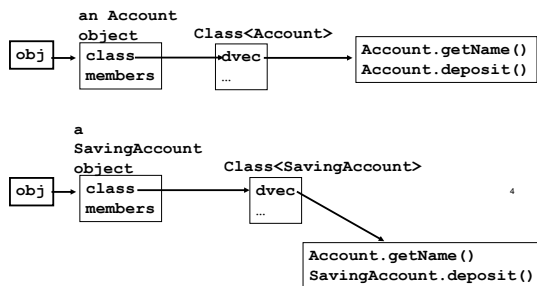 an Account
object
Class<Account>
obj
class
members
dvec
…
Account.getName()
Account.deposit()
a
SavingAccount
object
Class<SavingAccount>
obj
class
members
dvec
…
4
Account.getName()
SavingAccount.deposit()